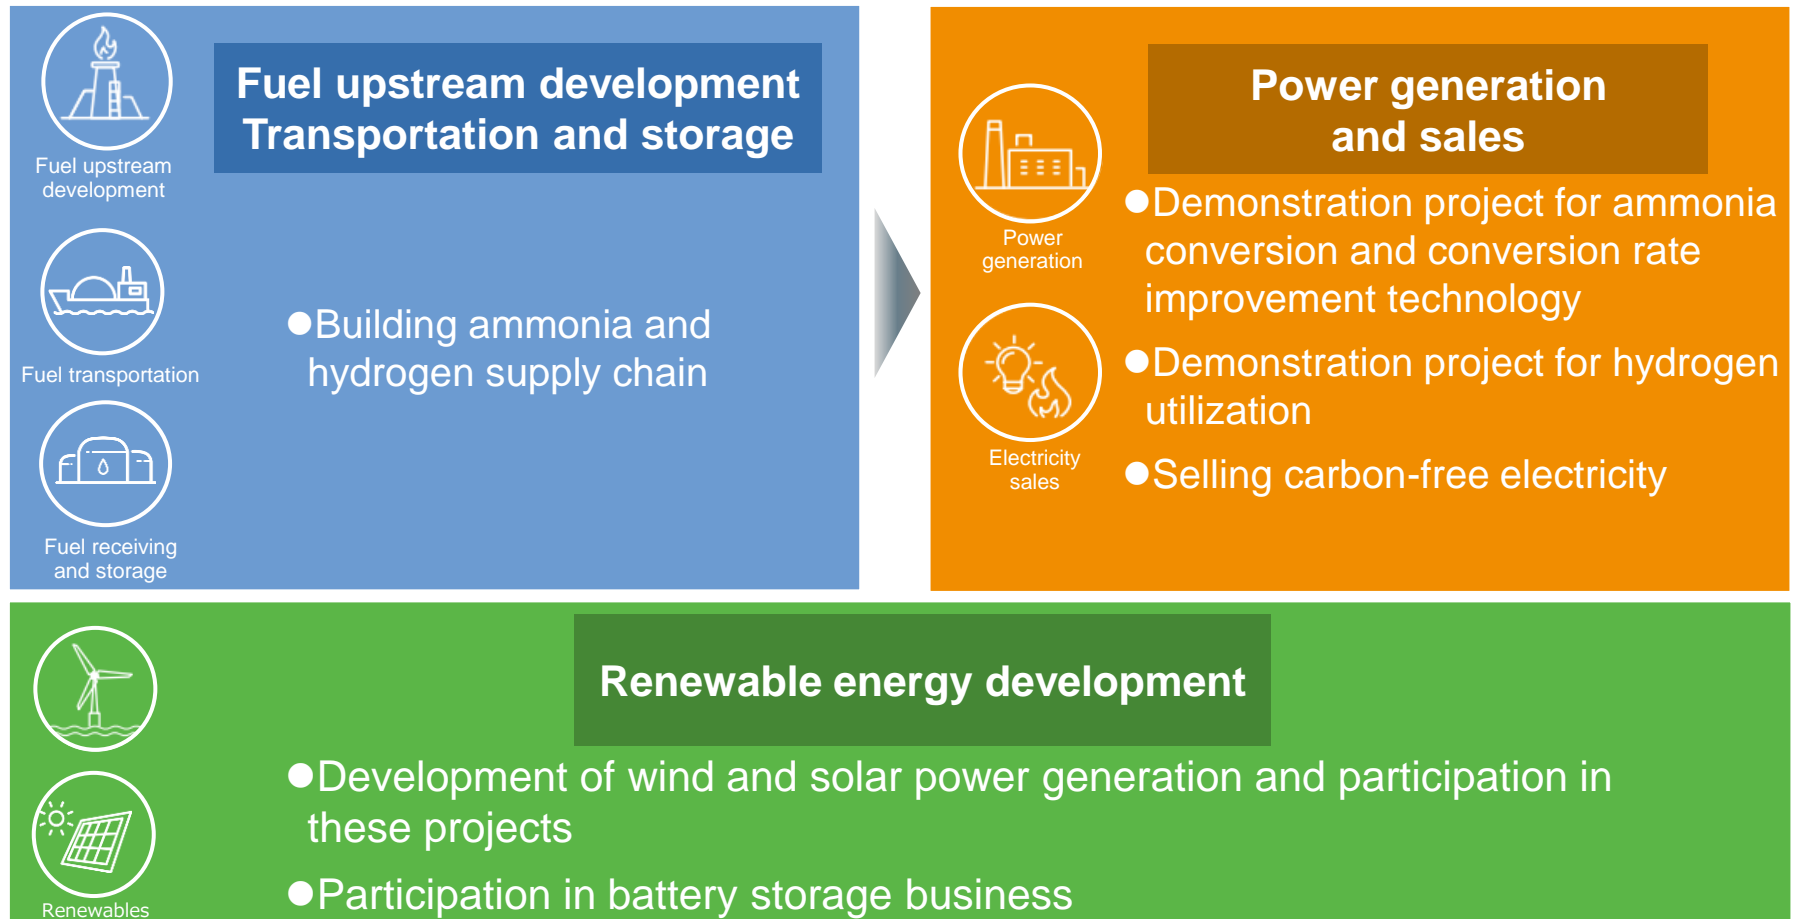 Fuel upstream
development
Fuel transportation
Fuel receiving
and storage
Fuel upstream development
Transportation and storage
●Building ammonia and
hydrogen supply chain
Power
generation
Electricity
sales
Power generation
and sales
●Demonstration project for ammonia
conversion and conversion rate
improvement technology
●Demonstration project for hydrogen
utilization
●Selling carbon-free electricity
Renewables
Renewable energy development
●Development of wind and solar power generation and participation in
these projects
●Participation in battery storage business